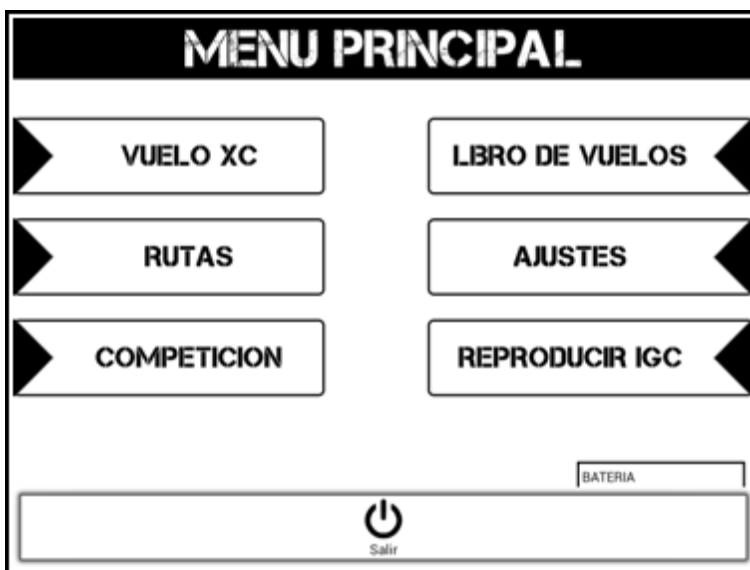 MENU PRINCIPAL
VUELO XC
LBRO DE VUELOS
RUTAS
AJUSTES
COMPETICION
REPRODUCIR IGC
BATERIA
Salir